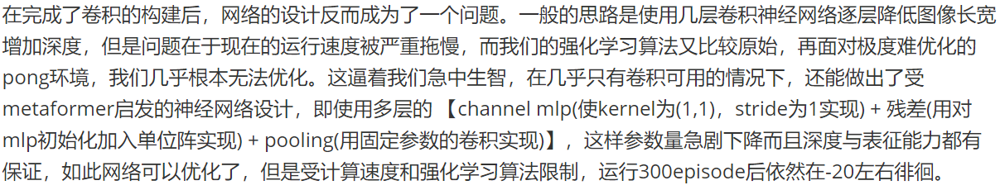 在完成了卷积的构建后，网络的设计反而成为了一个问题。一般的思路是使用几层卷积神经网络逐层降低图像长宽
增加深度，但是问题在于现在的运行速度被严重拖慢，而我们的强化学习算法又比较原始，再面对极度难优化的
pong环境，我们几乎根本无法优化。这逼着我们急中生智，在几乎只有卷积可用的情况下，还能做出了受
metaformer启发的神经网络设计，即使用多层的 【channel mlp(使kernel为(1,1)，stride为1实现) + 残差(用对
mlp初始化加入单位阵实现) + pooling(用固定参数的卷积实现)】，这样参数量急剧下降而且深度与表征能力都有
保证，如此网络可以优化了，但是受计算速度和强化学习算法限制，运行300episode后依然在-20左右徘徊。